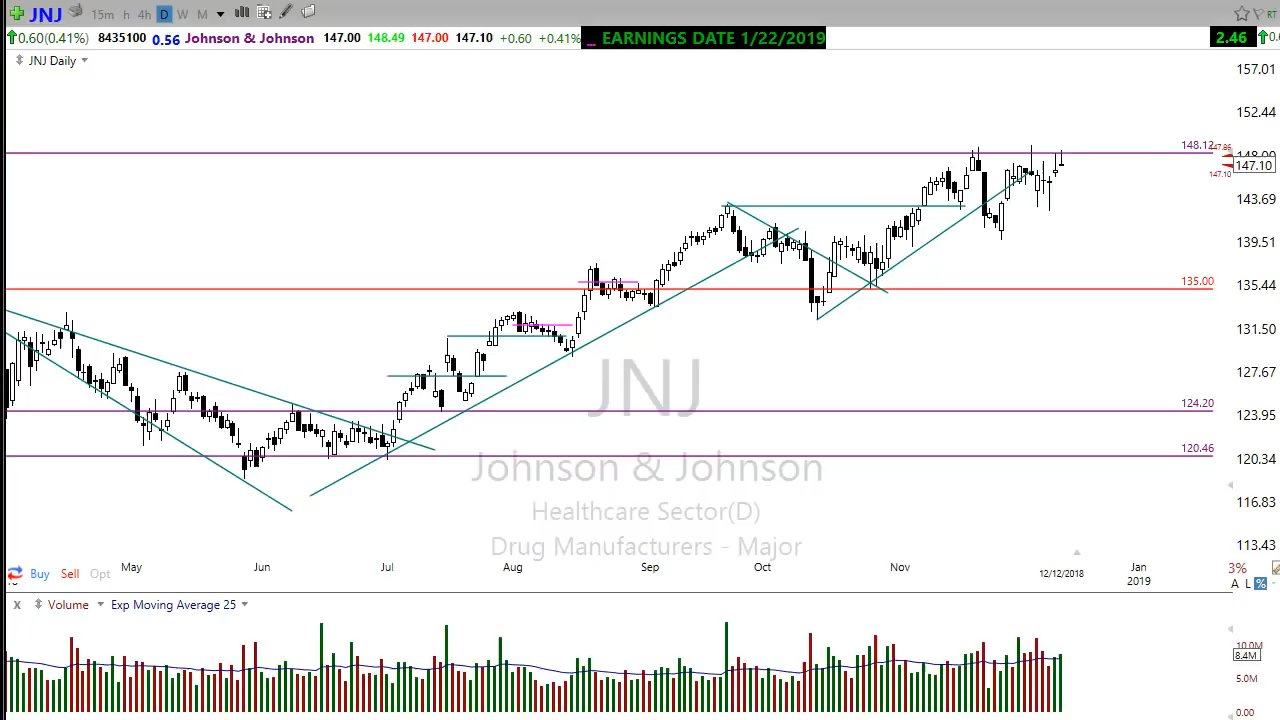 JNJ 15m h 4h D W M RT
0.60(0.41%) 8435100 0.56 Johnson & Johnson 147.00 148.49 147.00 147.10 +0.60 +0.41% _ EARNINGS DATE 1/22/2019 2.46
JNJ Daily
157.01
152.44
148.12
147.86
147.10
147.10
143.69
139.51
135.00
135.44
131.50
127.67
JNJ
124.20
123.95
120.46
120.34
Johnson & Johnson
116.83
Healthcare Sector(D)
Drug Manufacturers - Major
113.43
May Jun Jul Aug Sep Oct Nov 12/12/2018 Jan 2019
Buy Sell Opt
3%
A L %
x Volume Exp Moving Average 25
10.0M
8.4M
5.0M
0.00